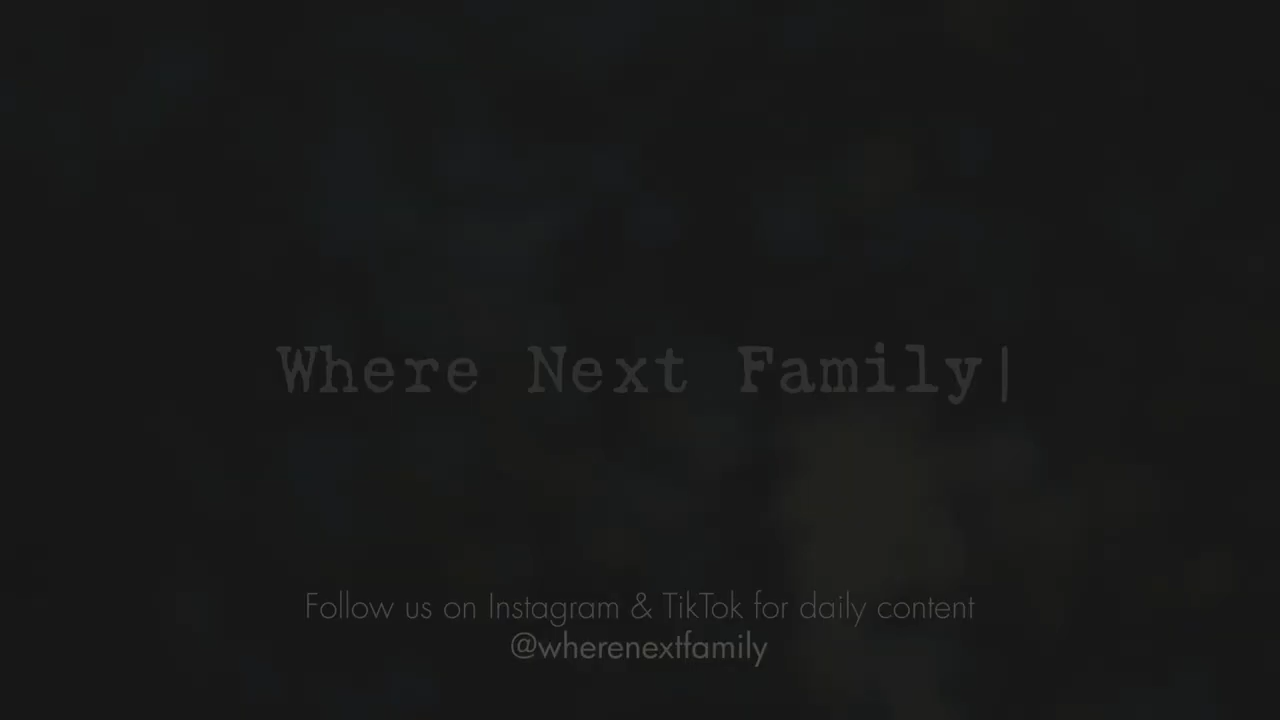 Where Next Family|
Follow us on Instagram & TikTok for daily content
@wherenextfamily